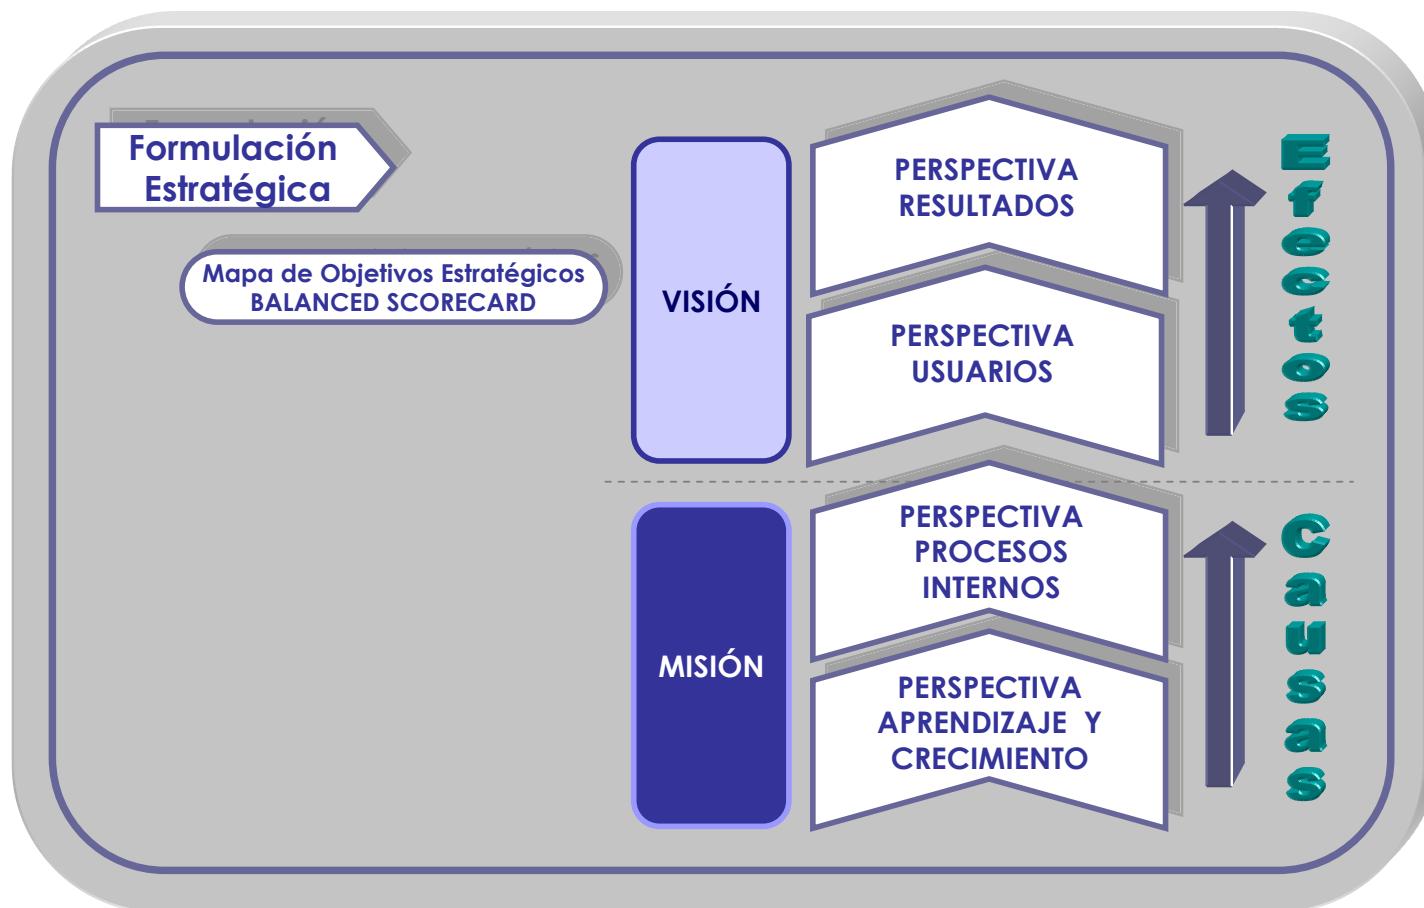 Formulación
Estratégica
Mapa de Objetivos Estratégicos
BALANCED SCORECARD
VISIÓN
PERSPECTIVA
RESULTADOS
PERSPECTIVA
USUARIOS
Efectos
MISIÓN
PERSPECTIVA
PROCESOS
INTERNOS
PERSPECTIVA
APRENDIZAJE Y
CRECIMIENTO
Causas